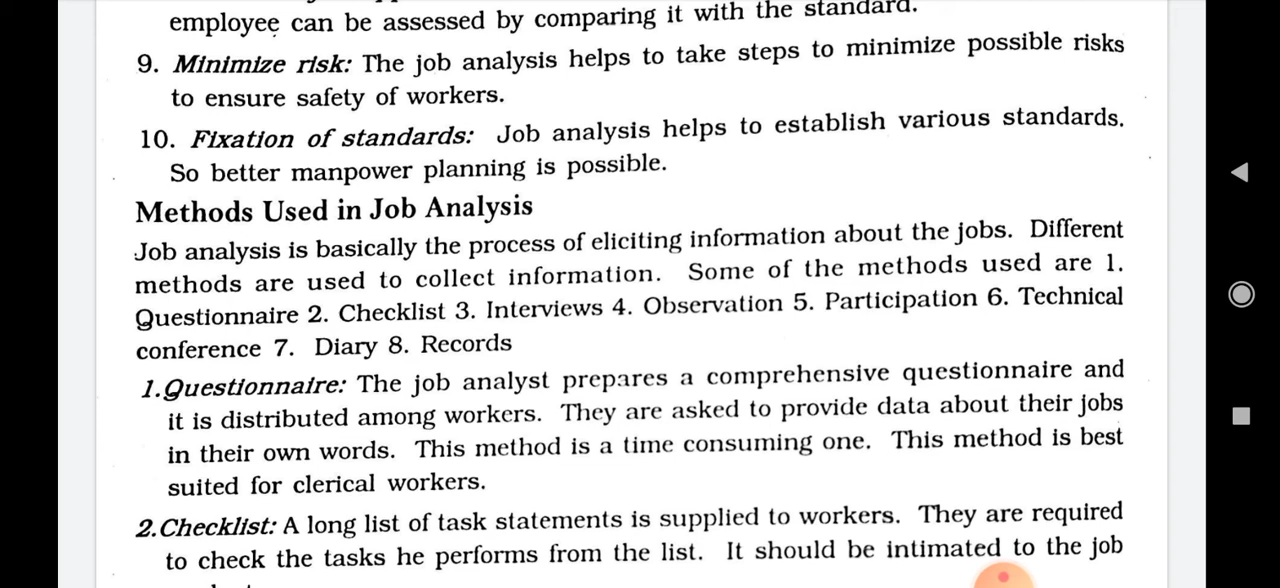 employee can be assessed by comparing it with the standard.
9. Minimize risk: The job analysis helps to take steps to minimize possible risks
to ensure safety of workers.
10. Fixation of standards: Job analysis helps to establish various standards.
So better manpower planning is possible.
Methods Used in Job Analysis
Job analysis is basically the process of eliciting information about the jobs. Different
methods are used to collect information. Some of the methods used are 1.
Questionnaire 2. Checklist 3. Interviews 4. Observation 5. Participation 6. Technical
conference 7. Diary 8. Records
1.Questionnaire: The job analyst prepares a comprehensive questionnaire and
it is distributed among workers. They are asked to provide data about their jobs
in their own words. This method is a time consuming one. This method is best
suited for clerical workers.
2.Checklist: A long list of task statements is supplied to workers. They are required
to check the tasks he performs from the list. It should be intimated to the job